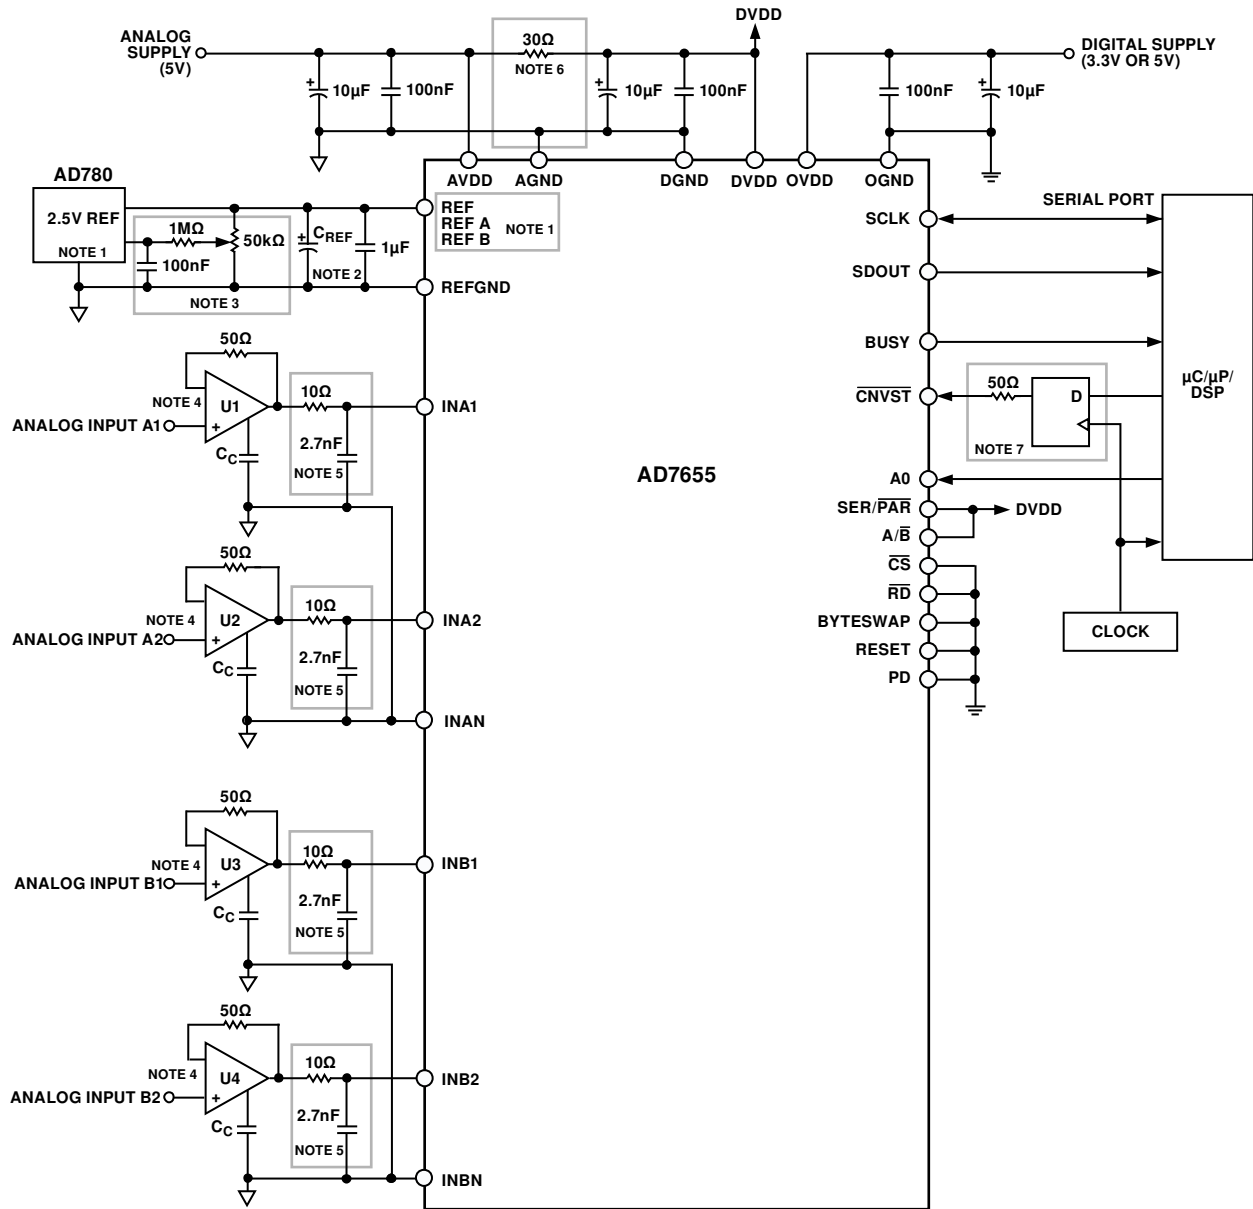 ANALOG
SUPPLY
(5V)
30Ω
NOTE 6
DVDD
DIGITAL SUPPLY
(3.3V OR 5V)
+
10µF
100nF
+
10µF
100nF
100nF
+
10µF
AVDD
AGND
DGND
DVDD
OVDD
OGND
AD780
2.5V REF
NOTE 1
1MΩ
50kΩ
100nF
NOTE 3
+
CREF
NOTE 2
1µF
REF
REF A
REF B
NOTE 1
REFGND
SERIAL PORT
SCLK
SDOUT
BUSY
CNVST
50Ω
D
NOTE 7
µC/µP/
DSP
A0
SER/PAR
DVDD
A/B
CS
RD
BYTESWAP
RESET
PD
CLOCK
AD7655
50Ω
NOTE 4
U1
+
ANALOG INPUT A1
CC
10Ω
2.7nF
NOTE 5
INA1
50Ω
NOTE 4
U2
+
ANALOG INPUT A2
CC
10Ω
2.7nF
NOTE 5
INA2
INAN
50Ω
NOTE 4
U3
+
ANALOG INPUT B1
CC
10Ω
2.7nF
NOTE 5
INB1
50Ω
NOTE 4
U4
+
ANALOG INPUT B2
CC
10Ω
2.7nF
NOTE 5
INB2
INBN